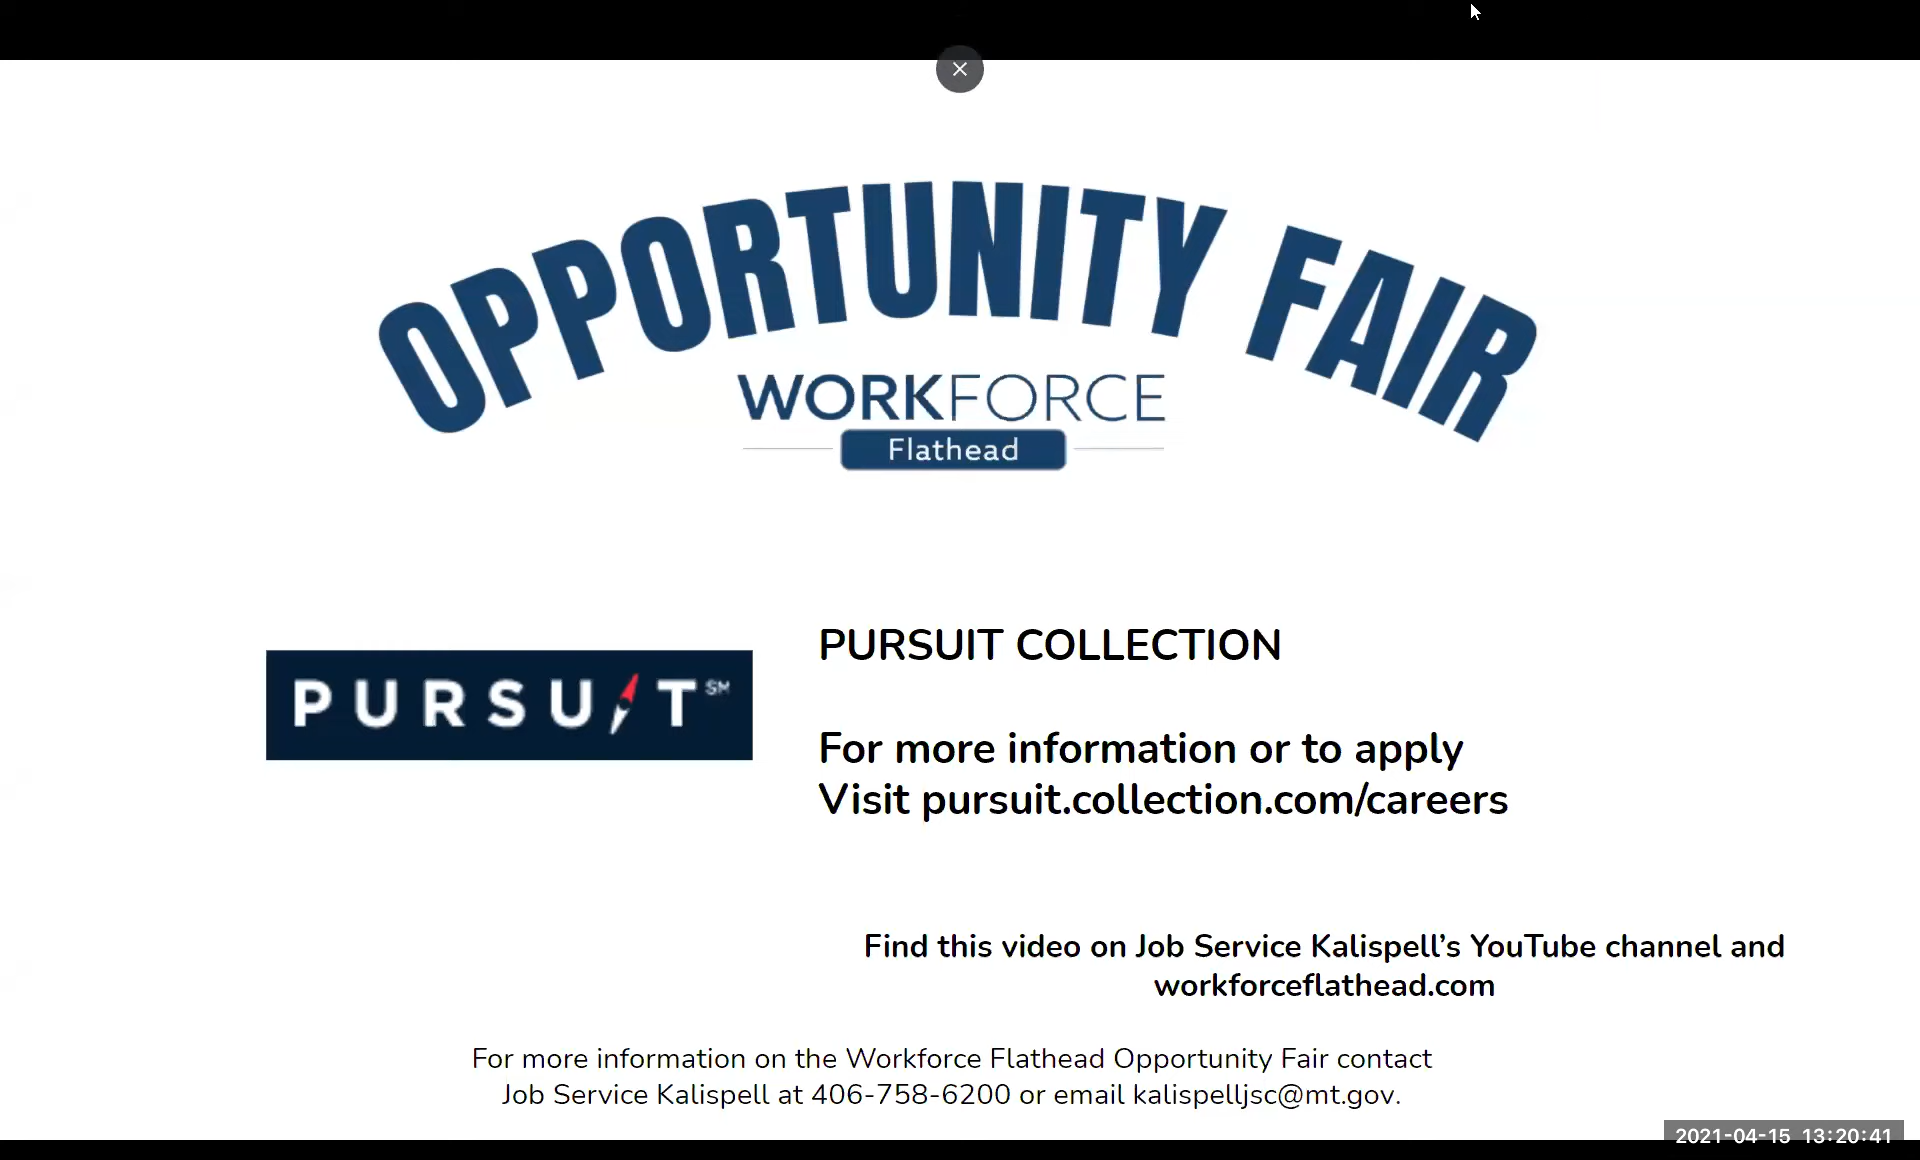 OPPORTUNITY FAIR
WORKFORCE
Flathead
PURSUIT SM
PURSUIT COLLECTION
For more information or to apply
Visit pursuit.collection.com/careers
Find this video on Job Service Kalispell’s YouTube channel and
workforceflathead.com
For more information on the Workforce Flathead Opportunity Fair contact
Job Service Kalispell at 406-758-6200 or email kalispelljsc@mt.gov.
2021-04-15 13:20:41